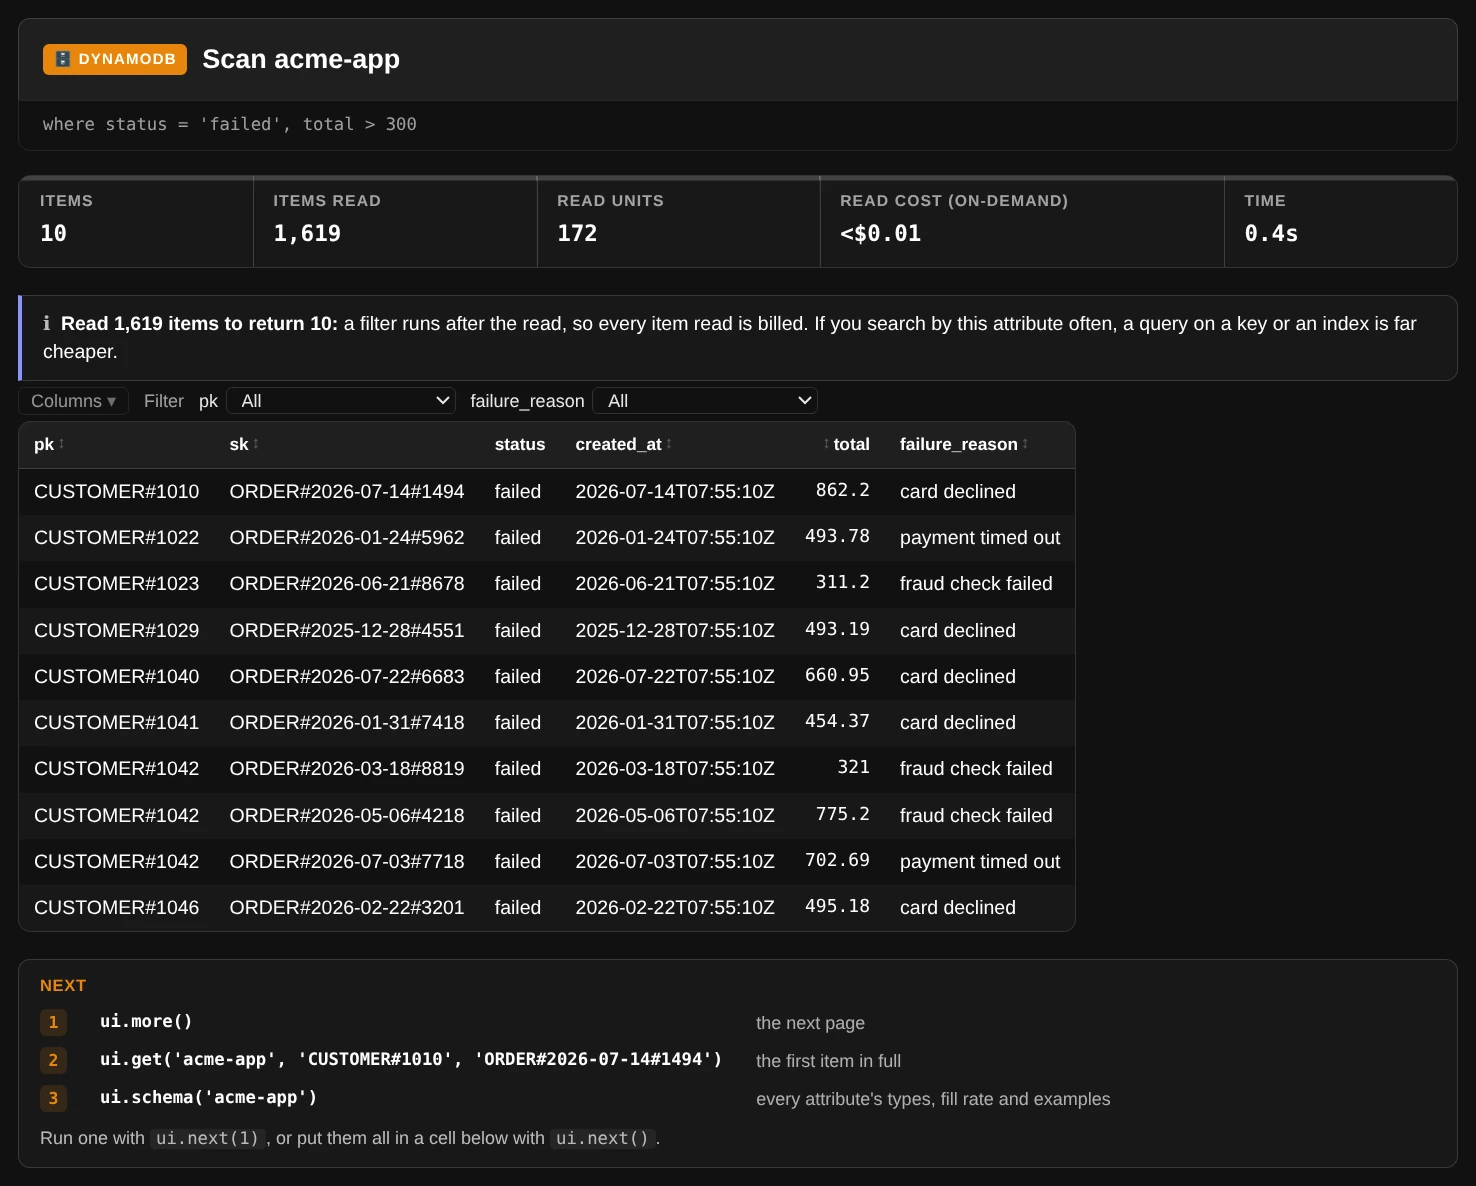 DYNAMODB Scan acme-app
where status = 'failed', total > 300
ITEMS ITEMS READ READ UNITS READ COST (ON-DEMAND) TIME
10 1,619 172 <$0.01 0.4s
ℹ Read 1,619 items to return 10: a filter runs after the read, so every item read is billed. If you search by this attribute often, a query on a key or an index is far
cheaper.
Columns ▾ Filter pk All failure_reason All
pk ↕ sk ↕ status created_at ↕ ↕ total failure_reason ↕
CUSTOMER#1010 ORDER#2026-07-14#1494 failed 2026-07-14T07:55:10Z 862.2 card declined
CUSTOMER#1022 ORDER#2026-01-24#5962 failed 2026-01-24T07:55:10Z 493.78 payment timed out
CUSTOMER#1023 ORDER#2026-06-21#8678 failed 2026-06-21T07:55:10Z 311.2 fraud check failed
CUSTOMER#1029 ORDER#2025-12-28#4551 failed 2025-12-28T07:55:10Z 493.19 card declined
CUSTOMER#1040 ORDER#2026-07-22#6683 failed 2026-07-22T07:55:10Z 660.95 card declined
CUSTOMER#1041 ORDER#2026-01-31#7418 failed 2026-01-31T07:55:10Z 454.37 card declined
CUSTOMER#1042 ORDER#2026-03-18#8819 failed 2026-03-18T07:55:10Z 321 fraud check failed
CUSTOMER#1042 ORDER#2026-05-06#4218 failed 2026-05-06T07:55:10Z 775.2 fraud check failed
CUSTOMER#1042 ORDER#2026-07-03#7718 failed 2026-07-03T07:55:10Z 702.69 payment timed out
CUSTOMER#1046 ORDER#2026-02-22#3201 failed 2026-02-22T07:55:10Z 495.18 card declined
NEXT
1 ui.more() the next page
2 ui.get('acme-app', 'CUSTOMER#1010', 'ORDER#2026-07-14#1494') the first item in full
3 ui.schema('acme-app') every attribute's types, fill rate and examples
Run one with ui.next(1), or put them all in a cell below with ui.next().